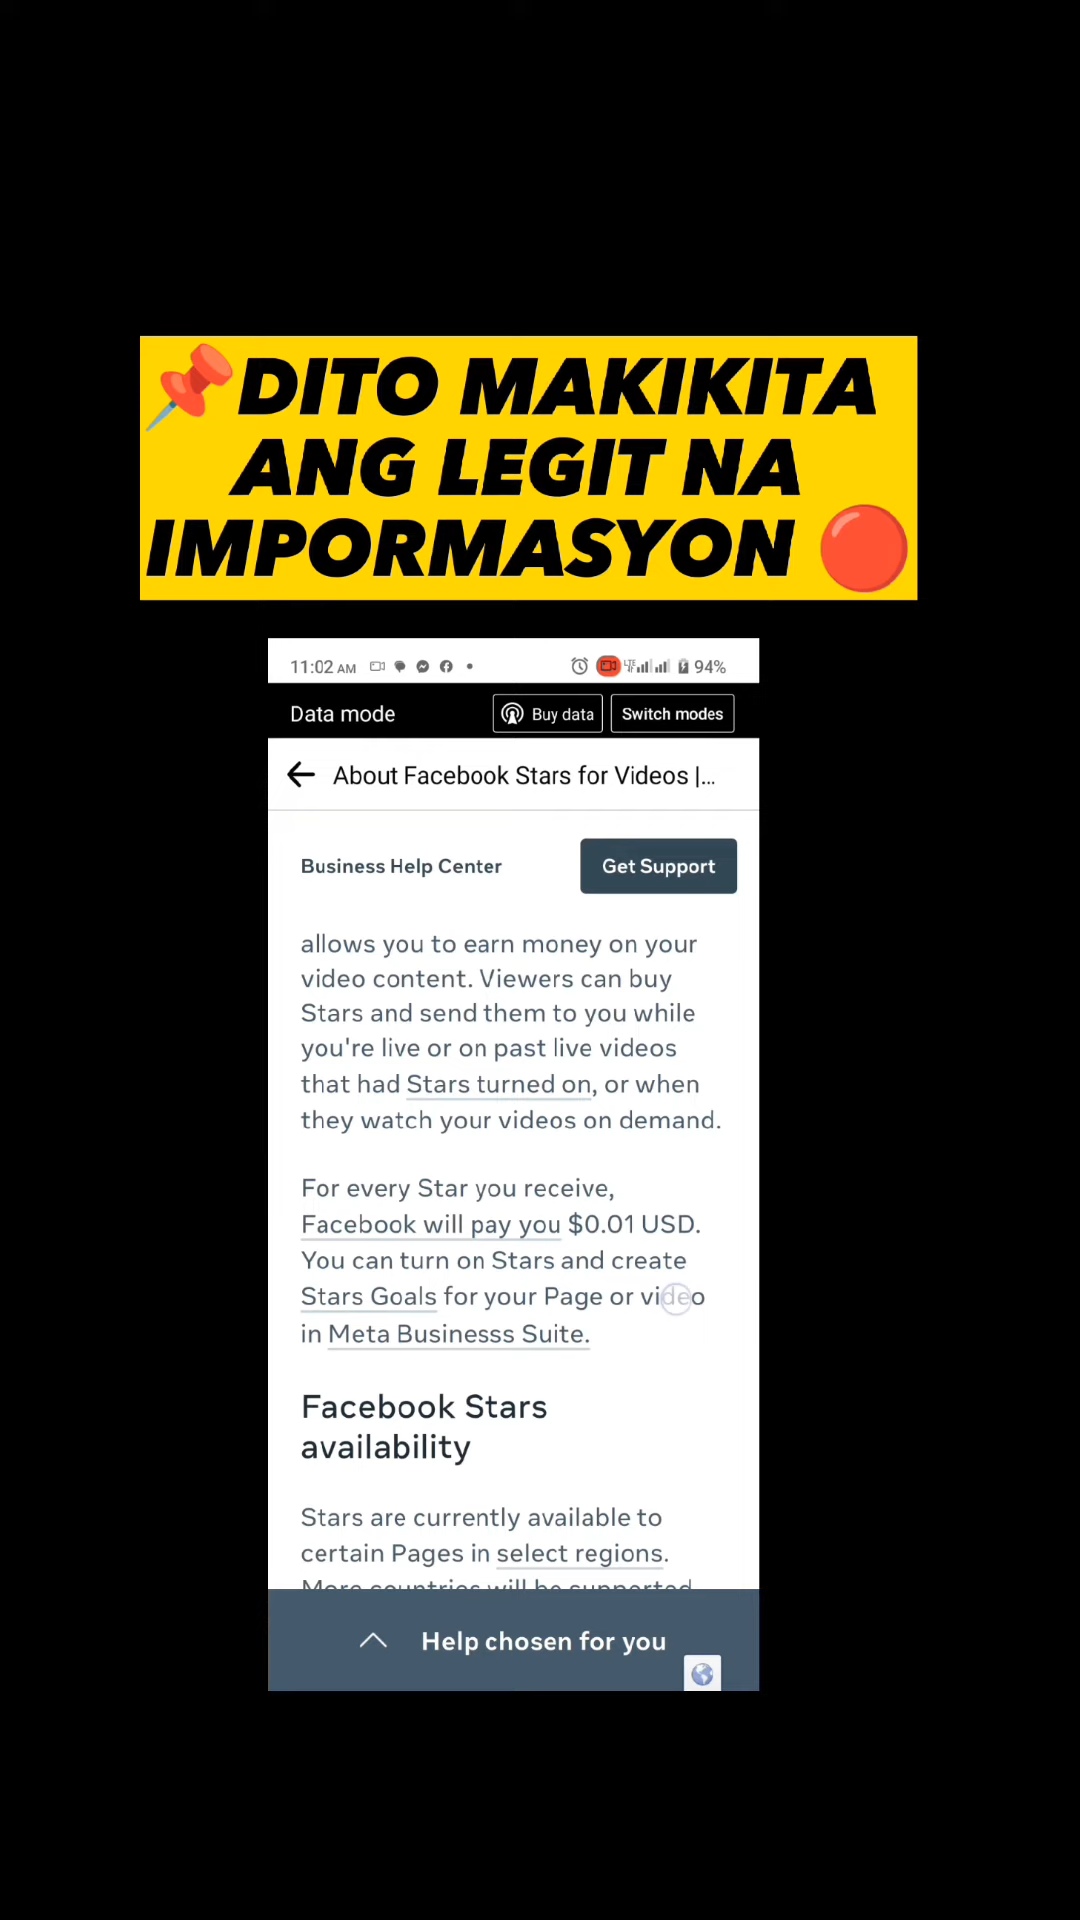 DITO MAKIKITA
ANG LEGIT NA
IMPORMASYON
11:02 AM
94%
Data mode
Buy data
Switch modes
About Facebook Stars for Videos |...
Business Help Center
Get Support
allows you to earn money on your
video content. Viewers can buy
Stars and send them to you while
you're live or on past live videos
that had Stars turned on, or when
they watch your videos on demand.
For every Star you receive,
Facebook will pay you $0.01 USD.
You can turn on Stars and create
Stars Goals for your Page or video
in Meta Businesss Suite.
Facebook Stars
availability
Stars are currently available to
certain Pages in select regions.
More countries will be supported
Help chosen for you